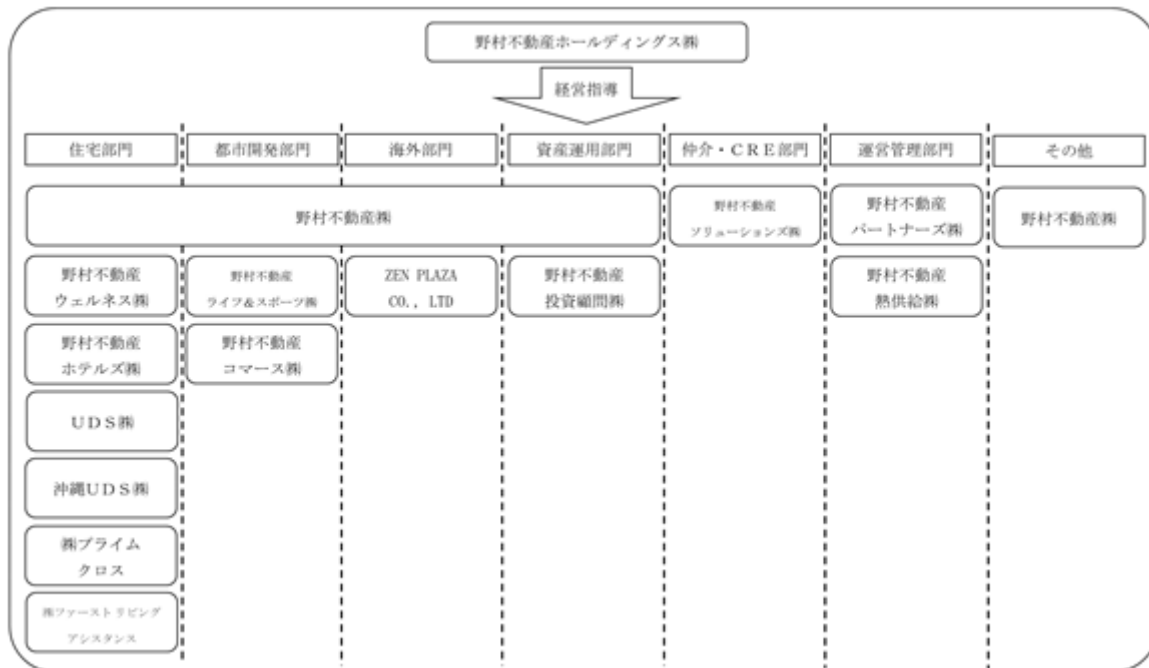 野村不動産ホールディングス㈱
経営指導
住宅部門
都市開発部門
海外部門
資産運用部門
仲介・ＣＲＥ部門
運営管理部門
その他
野村不動産㈱
野村不動産
ソリューションズ㈱
野村不動産
パートナーズ㈱
野村不動産㈱
野村不動産
ウェルネス㈱
野村不動産
ライフ＆スポーツ㈱
ZEN PLAZA
CO., LTD
野村不動産
投資顧問㈱
野村不動産
熱供給㈱
野村不動産
ホテルズ㈱
野村不動産
コマース㈱
ＵＤＳ㈱
沖縄ＵＤＳ㈱
㈱プライム
クロス
㈱ファーストリビング
アシスタンス